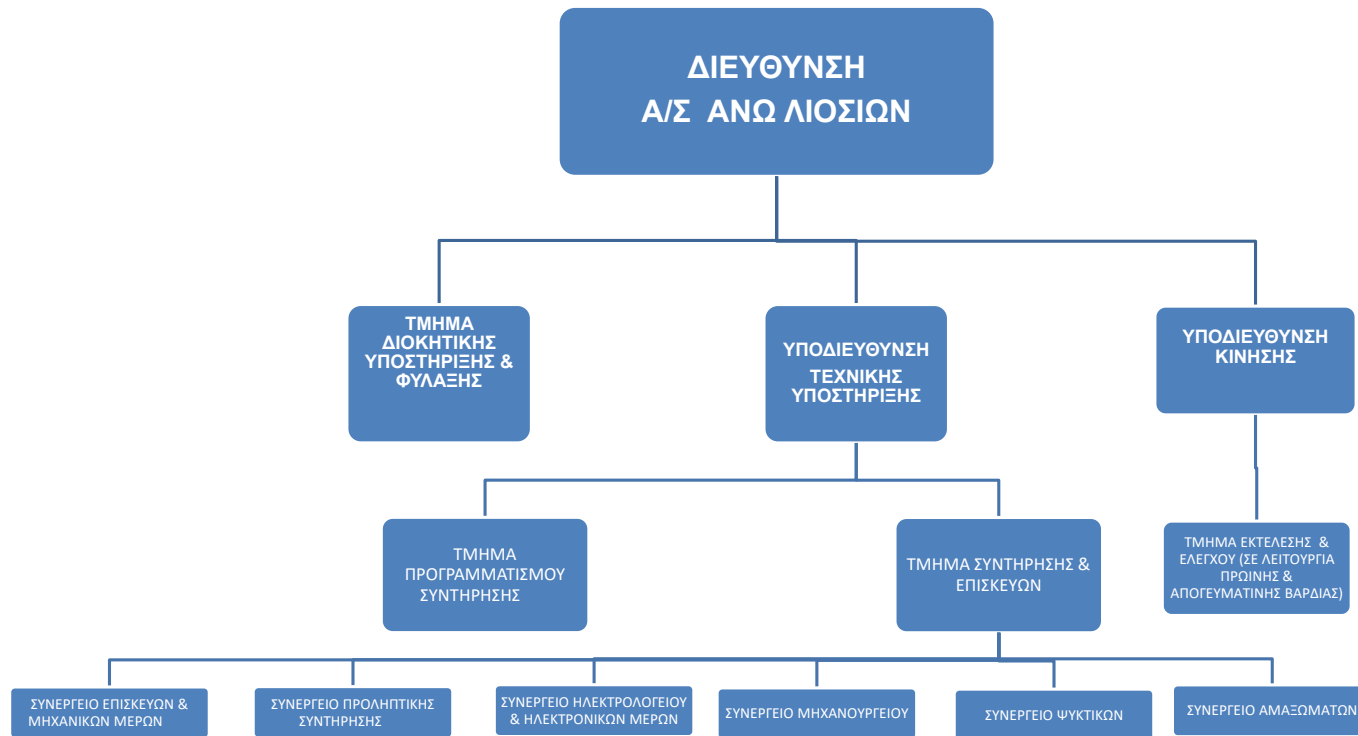 ΔΙΕΥΘΥΝΣΗ
Α/Σ ΑΝΩ ΛΙΟΣΙΩΝ
ΤΜΗΜΑ
ΔΙΟΚΗΤΙΚΗΣ
ΥΠΟΣΤΗΡΙΞΗΣ &
ΦΥΛΑΞΗΣ
ΥΠΟΔΙΕΥΘΥΝΣΗ
ΤΕΧΝΙΚΗΣ
ΥΠΟΣΤΗΡΙΞΗΣ
ΥΠΟΔΙΕΥΘΥΝΣΗ
ΚΙΝΗΣΗΣ
ΤΜΗΜΑ
ΠΡΟΓΡΑΜΜΑΤΙΣΜΟΥ
ΣΥΝΤΗΡΗΣΗΣ
ΤΜΗΜΑ ΣΥΝΤΗΡΗΣΗΣ &
ΕΠΙΣΚΕΥΩΝ
ΤΜΗΜΑ ΕΚΤΕΛΕΣΗΣ &
ΕΛΕΓΧΟΥ (ΣΕ ΛΕΙΤΟΥΡΓΙΑ
ΠΡΩΙΝΗΣ &
ΑΠΟΓΕΥΜΑΤΙΝΗΣ ΒΑΡΔΙΑΣ)
ΣΥΝΕΡΓΕΙΟ ΕΠΙΣΚΕΥΩΝ &
ΜΗΧΑΝΙΚΩΝ ΜΕΡΩΝ
ΣΥΝΕΡΓΕΙΟ ΠΡΟΛΗΠΤΙΚΗΣ
ΣΥΝΤΗΡΗΣΗΣ
ΣΥΝΕΡΓΕΙΟ ΗΛΕΚΤΡΟΛΟΓΕΙΟΥ
& ΗΛΕΚΤΡΟΝΙΚΩΝ ΜΕΡΩΝ
ΣΥΝΕΡΓΕΙΟ ΜΗΧΑΝΟΥΡΓΕΙΟΥ
ΣΥΝΕΡΓΕΙΟ ΨΥΚΤΙΚΩΝ
ΣΥΝΕΡΓΕΙΟ ΑΜΑΞΩΜΑΤΩΝ